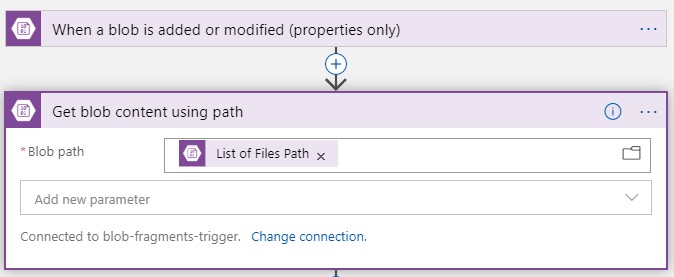 When a blob is added or modified (properties only)
Get blob content using path
* Blob path
List of Files Path
Add new parameter
Connected to blob-fragments-trigger. Change connection.